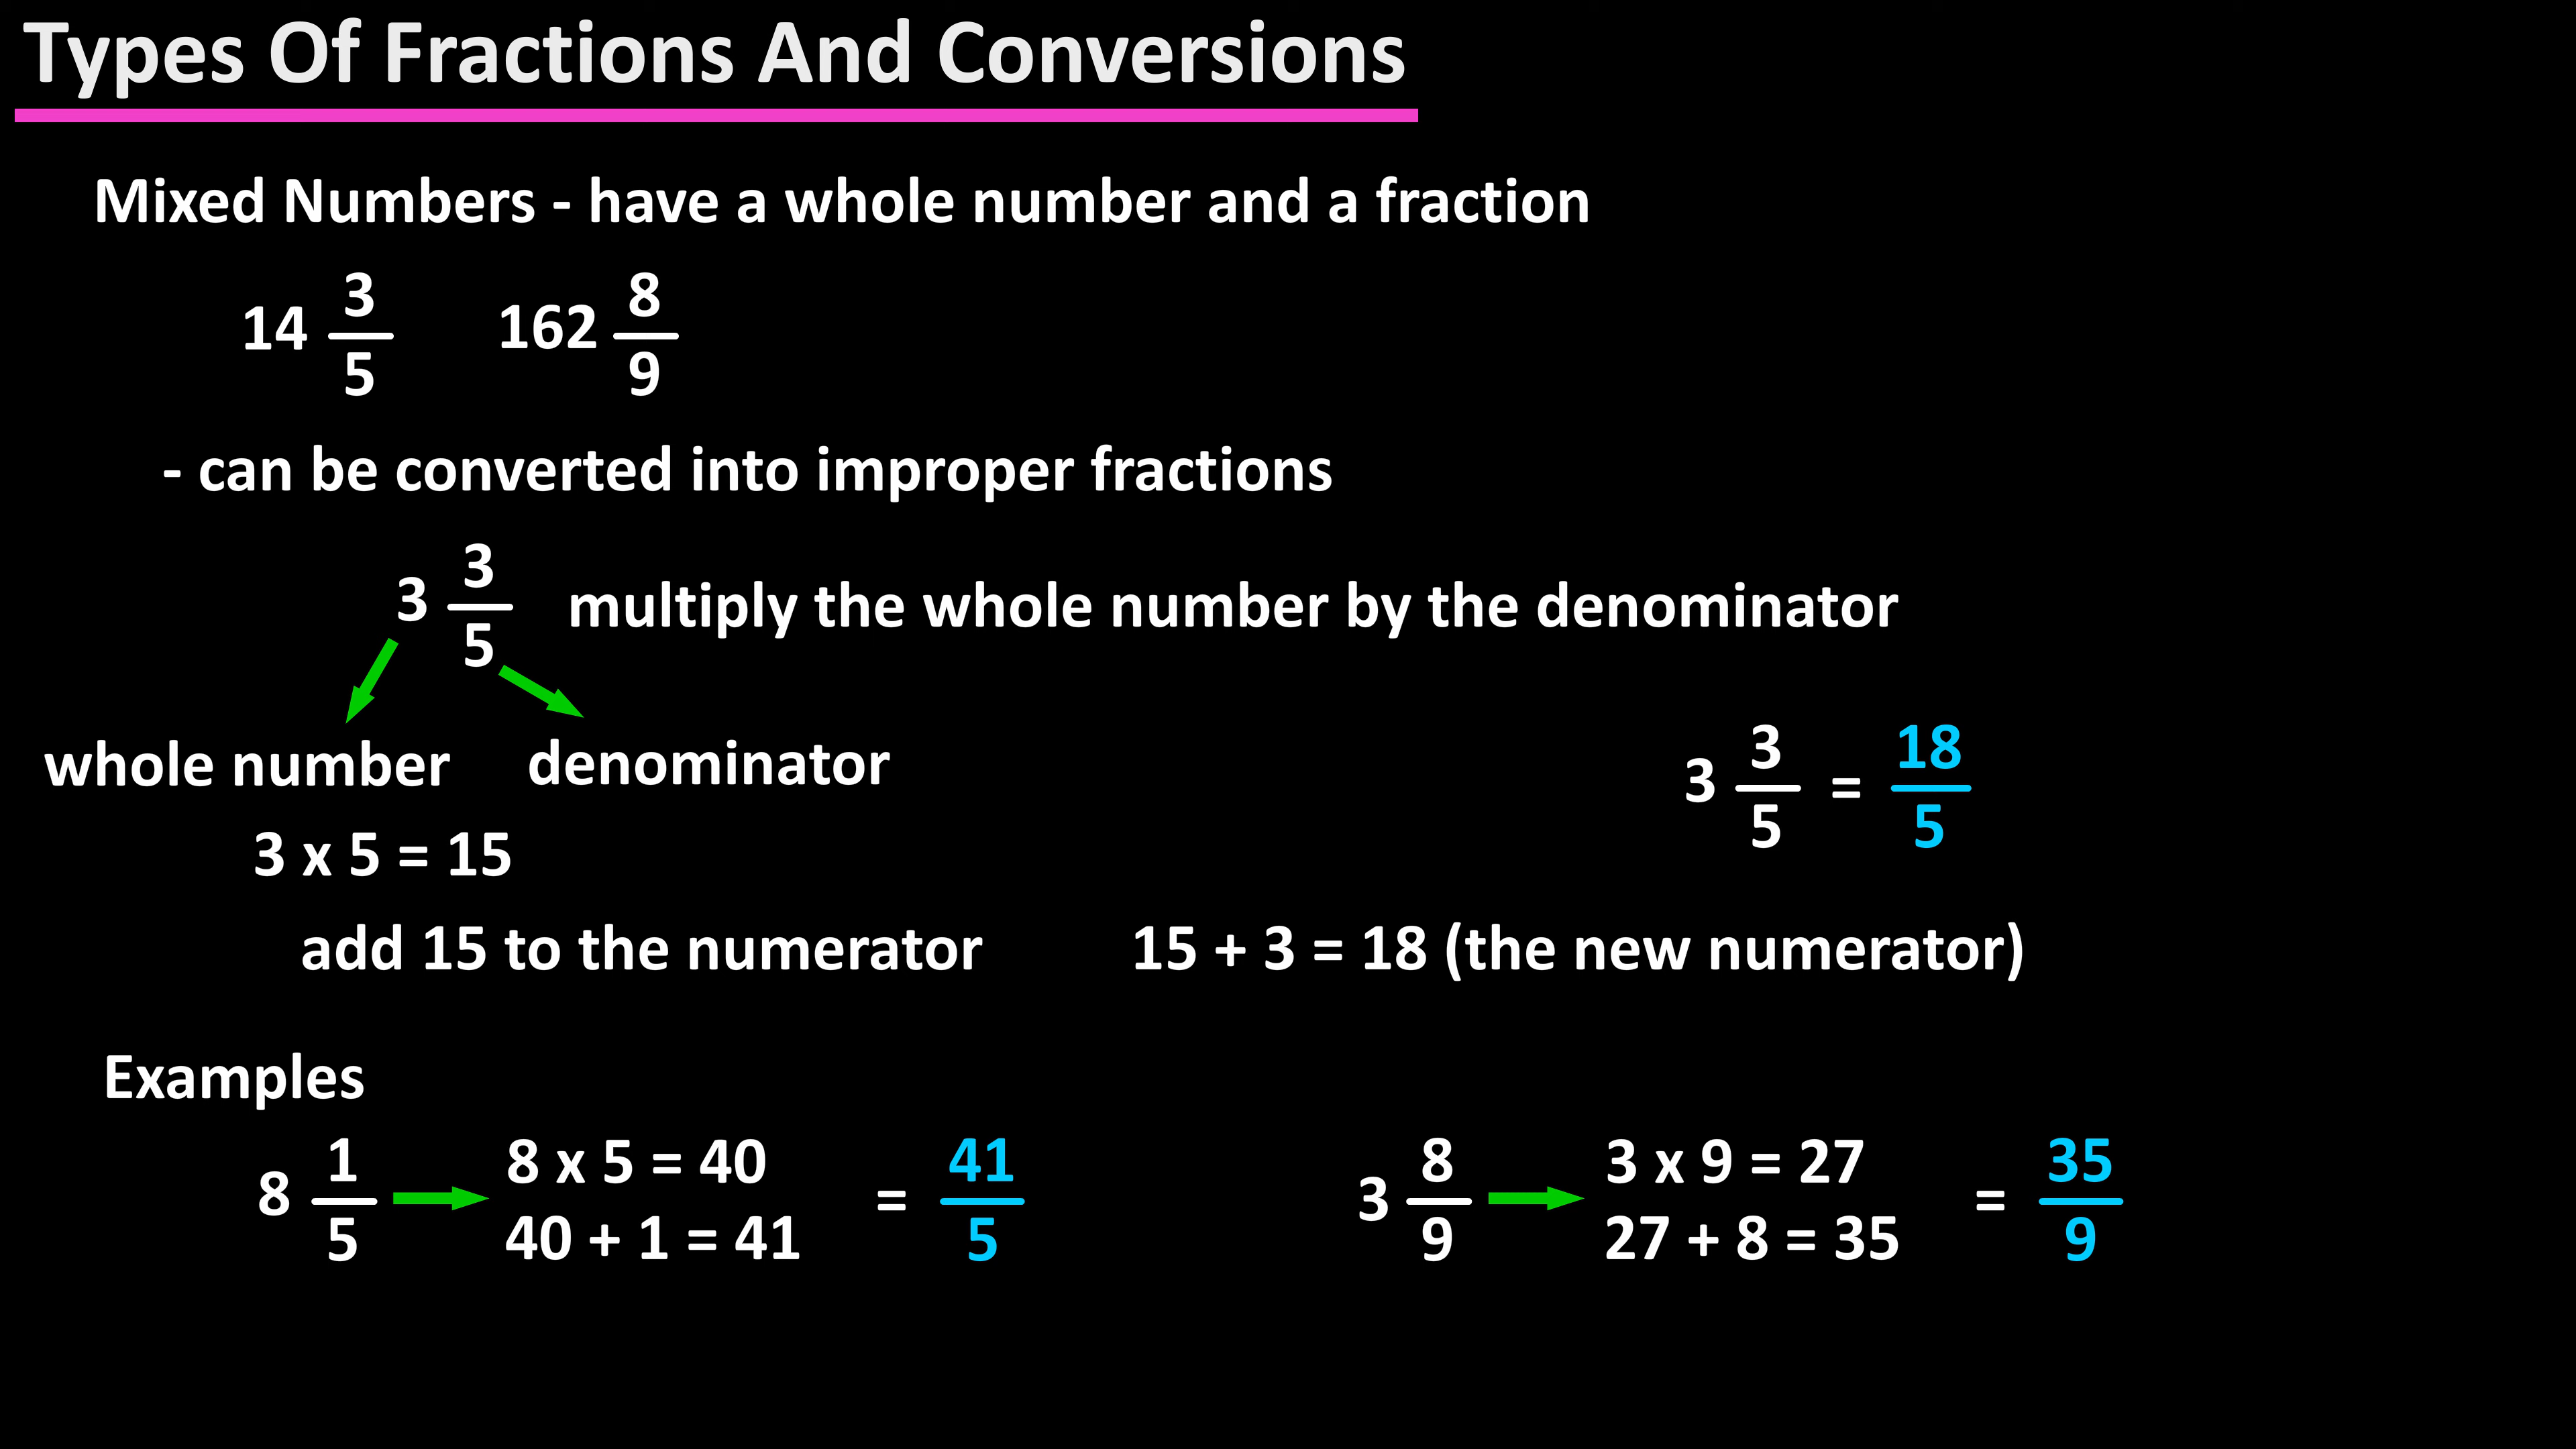 Types Of Fractions And Conversions
Mixed Numbers - have a whole number and a fraction
14 3/5 162 8/9
- can be converted into improper fractions
3 3/5 multiply the whole number by the denominator
whole number denominator
3 3/5 = 18/5
3 x 5 = 15
add 15 to the numerator 15 + 3 = 18 (the new numerator)
Examples
8 1/5 8 x 5 = 40
40 + 1 = 41 = 41/5
3 8/9 3 x 9 = 27
27 + 8 = 35 = 35/9